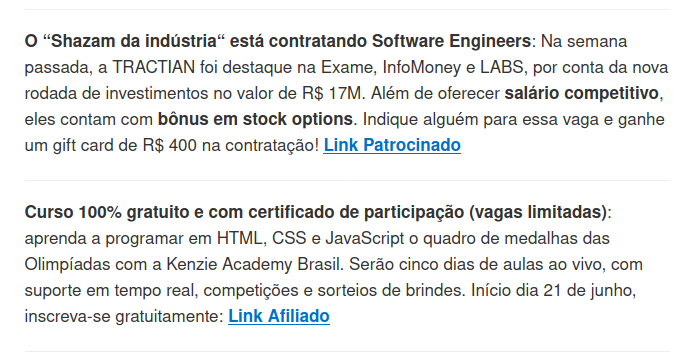 O “Shazam da indústria“ está contratando Software Engineers: Na semana
passada, a TRACTIAN foi destaque na Exame, InfoMoney e LABS, por conta da nova
rodada de investimentos no valor de R$ 17M. Além de oferecer salário competitivo,
eles contam com bônus em stock options. Indique alguém para essa vaga e ganhe
um gift card de R$ 400 na contratação! Link Patrocinado
Curso 100% gratuito e com certificado de participação (vagas limitadas):
aprenda a programar em HTML, CSS e JavaScript o quadro de medalhas das
Olimpíadas com a Kenzie Academy Brasil. Serão cinco dias de aulas ao vivo, com
suporte em tempo real, competições e sorteios de brindes. Início dia 21 de junho,
inscreva-se gratuitamente: Link Afiliado